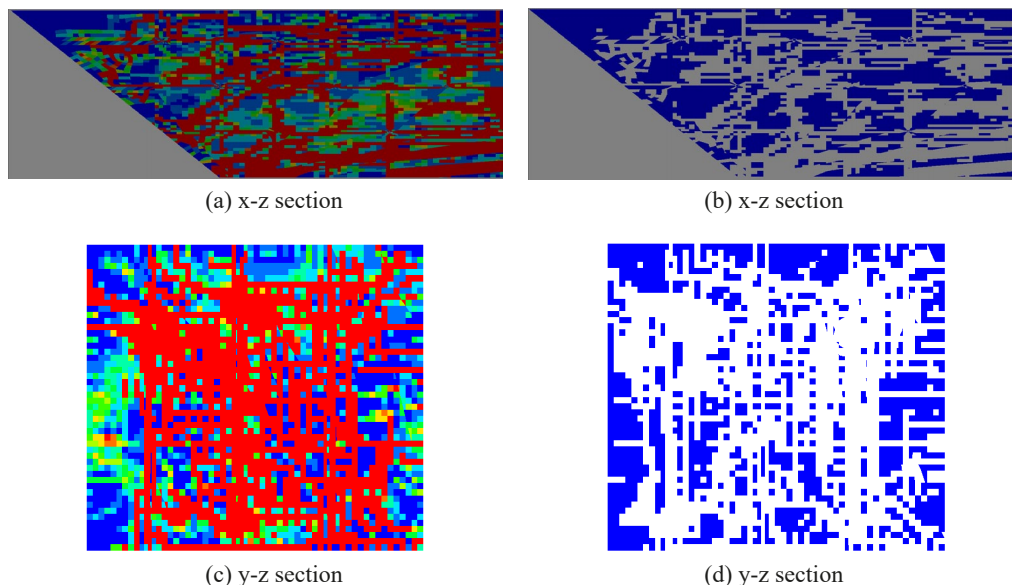 (a) x-z section
(b) x-z section
(c) y-z section
(d) y-z section